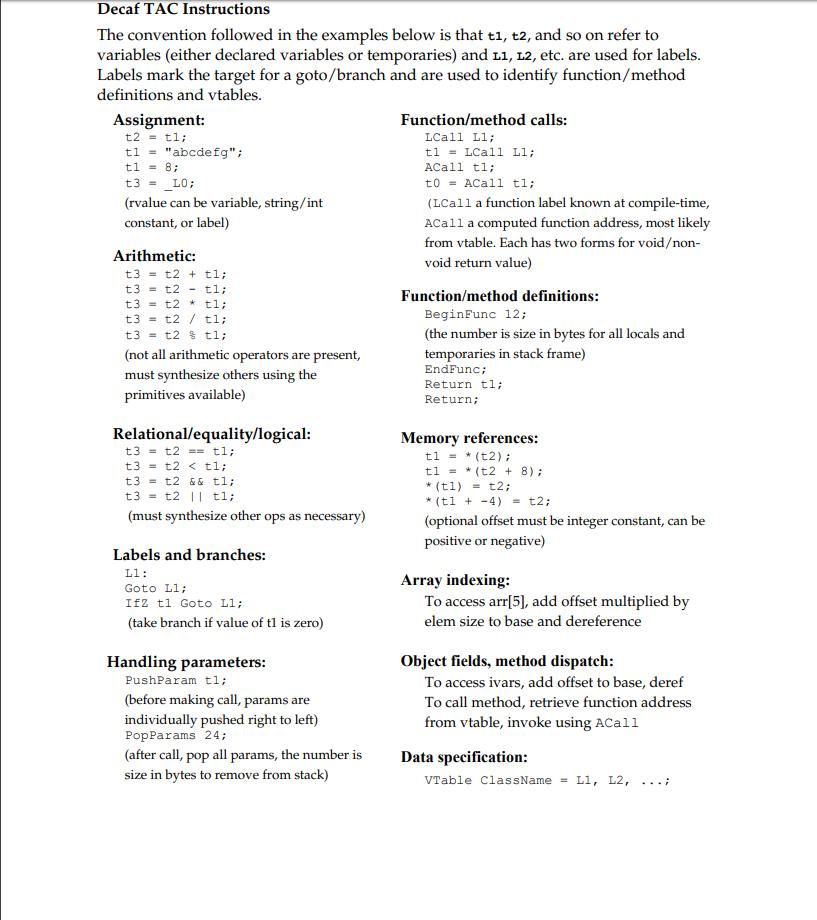 Decaf TAC Instructions
The convention followed in the examples below is that t1, t2, and so on refer to
variables (either declared variables or temporaries) and L1, L2, etc. are used for labels.
Labels mark the target for a goto/branch and are used to identify function/method
definitions and vtables.
Assignment:
t2 = t1;
t1 = "abcdefg";
t1 = 8;
t3 = _L0;
(rvalue can be variable, string/int
constant, or label)
Arithmetic:
t3 = t2 + t1;
t3 = t2 - t1;
t3 = t2 * t1;
t3 = t2 / t1;
t3 = t2 % t1;
(not all arithmetic operators are present,
must synthesize others using the
primitives available)
Relational/equality/logical:
t3 = t2 == t1;
t3 = t2 < t1;
t3 = t2 && t1;
t3 = t2 || t1;
(must synthesize other ops as necessary)
Labels and branches:
L1:
Goto L1;
IfZ t1 Goto L1;
(take branch if value of t1 is zero)
Handling parameters:
PushParam t1;
(before making call, params are
individually pushed right to left)
PopParams 24;
(after call, pop all params, the number is
size in bytes to remove from stack)
Function/method calls:
LCall L1;
t1 = LCall L1;
ACall t1;
t0 = ACall t1;
(LCall a function label known at compile-time,
ACall a computed function address, most likely
from vtable. Each has two forms for void/non-
void return value)
Function/method definitions:
BeginFunc 12;
(the number is size in bytes for all locals and
temporaries in stack frame)
EndFunc;
Return t1;
Return;
Memory references:
t1 = *(t2);
t1 = *(t2 + 8);
*(t1) = t2;
*(t1 + -4) = t2;
(optional offset must be integer constant, can be
positive or negative)
Array indexing:
To access arr[5], add offset multiplied by
elem size to base and dereference
Object fields, method dispatch:
To access ivars, add offset to base, deref
To call method, retrieve function address
from vtable, invoke using ACall
Data specification:
VTable ClassName = L1, L2, ...;